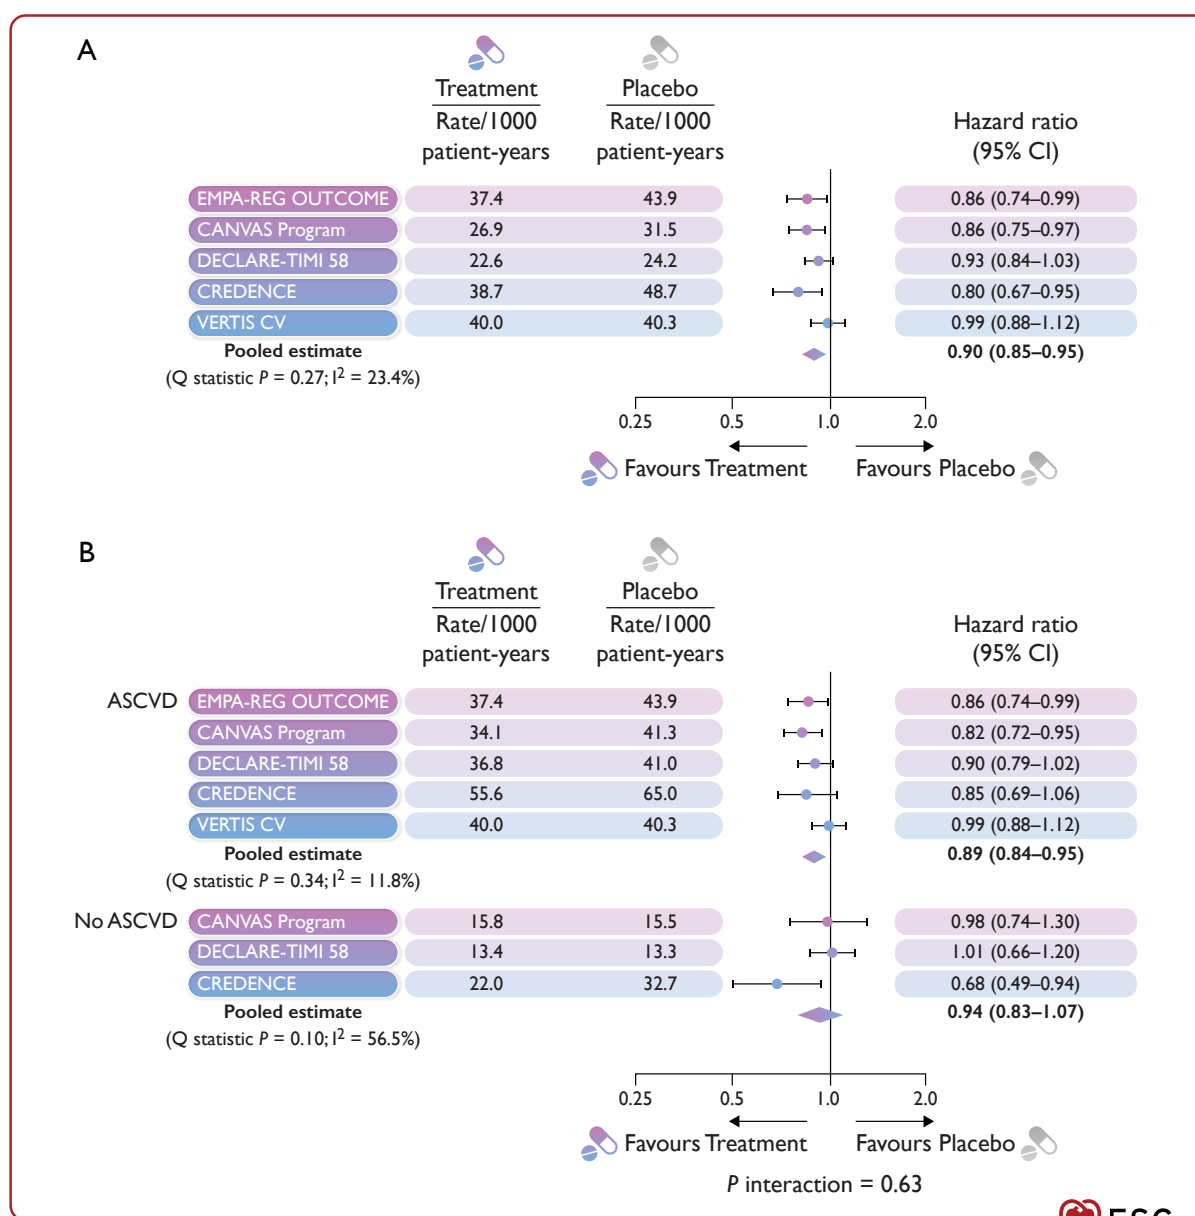 A
Treatment Placebo
Rate/1000 Rate/1000 Hazard ratio
patient-years patient-years (95% CI)
EMPA-REG OUTCOME 37.4 43.9 0.86 (0.74–0.99)
CANVAS Program 26.9 31.5 0.86 (0.75–0.97)
DECLARE-TIMI 58 22.6 24.2 0.93 (0.84–1.03)
CREDENCE 38.7 48.7 0.80 (0.67–0.95)
VERTIS CV 40.0 40.3 0.99 (0.88–1.12)
Pooled estimate 0.90 (0.85–0.95)
(Q statistic P = 0.27; I² = 23.4%)
0.25 0.5 1.0 2.0
Favours Treatment Favours Placebo
B
Treatment Placebo
Rate/1000 Rate/1000 Hazard ratio
patient-years patient-years (95% CI)
ASCVD EMPA-REG OUTCOME 37.4 43.9 0.86 (0.74–0.99)
CANVAS Program 34.1 41.3 0.82 (0.72–0.95)
DECLARE-TIMI 58 36.8 41.0 0.90 (0.79–1.02)
CREDENCE 55.6 65.0 0.85 (0.69–1.06)
VERTIS CV 40.0 40.3 0.99 (0.88–1.12)
Pooled estimate 0.89 (0.84–0.95)
(Q statistic P = 0.34; I² = 11.8%)
No ASCVD CANVAS Program 15.8 15.5 0.98 (0.74–1.30)
DECLARE-TIMI 58 13.4 13.3 1.01 (0.66–1.20)
CREDENCE 22.0 32.7 0.68 (0.49–0.94)
Pooled estimate 0.94 (0.83–1.07)
(Q statistic P = 0.10; I² = 56.5%)
0.25 0.5 1.0 2.0
Favours Treatment Favours Placebo
P interaction = 0.63
ESC